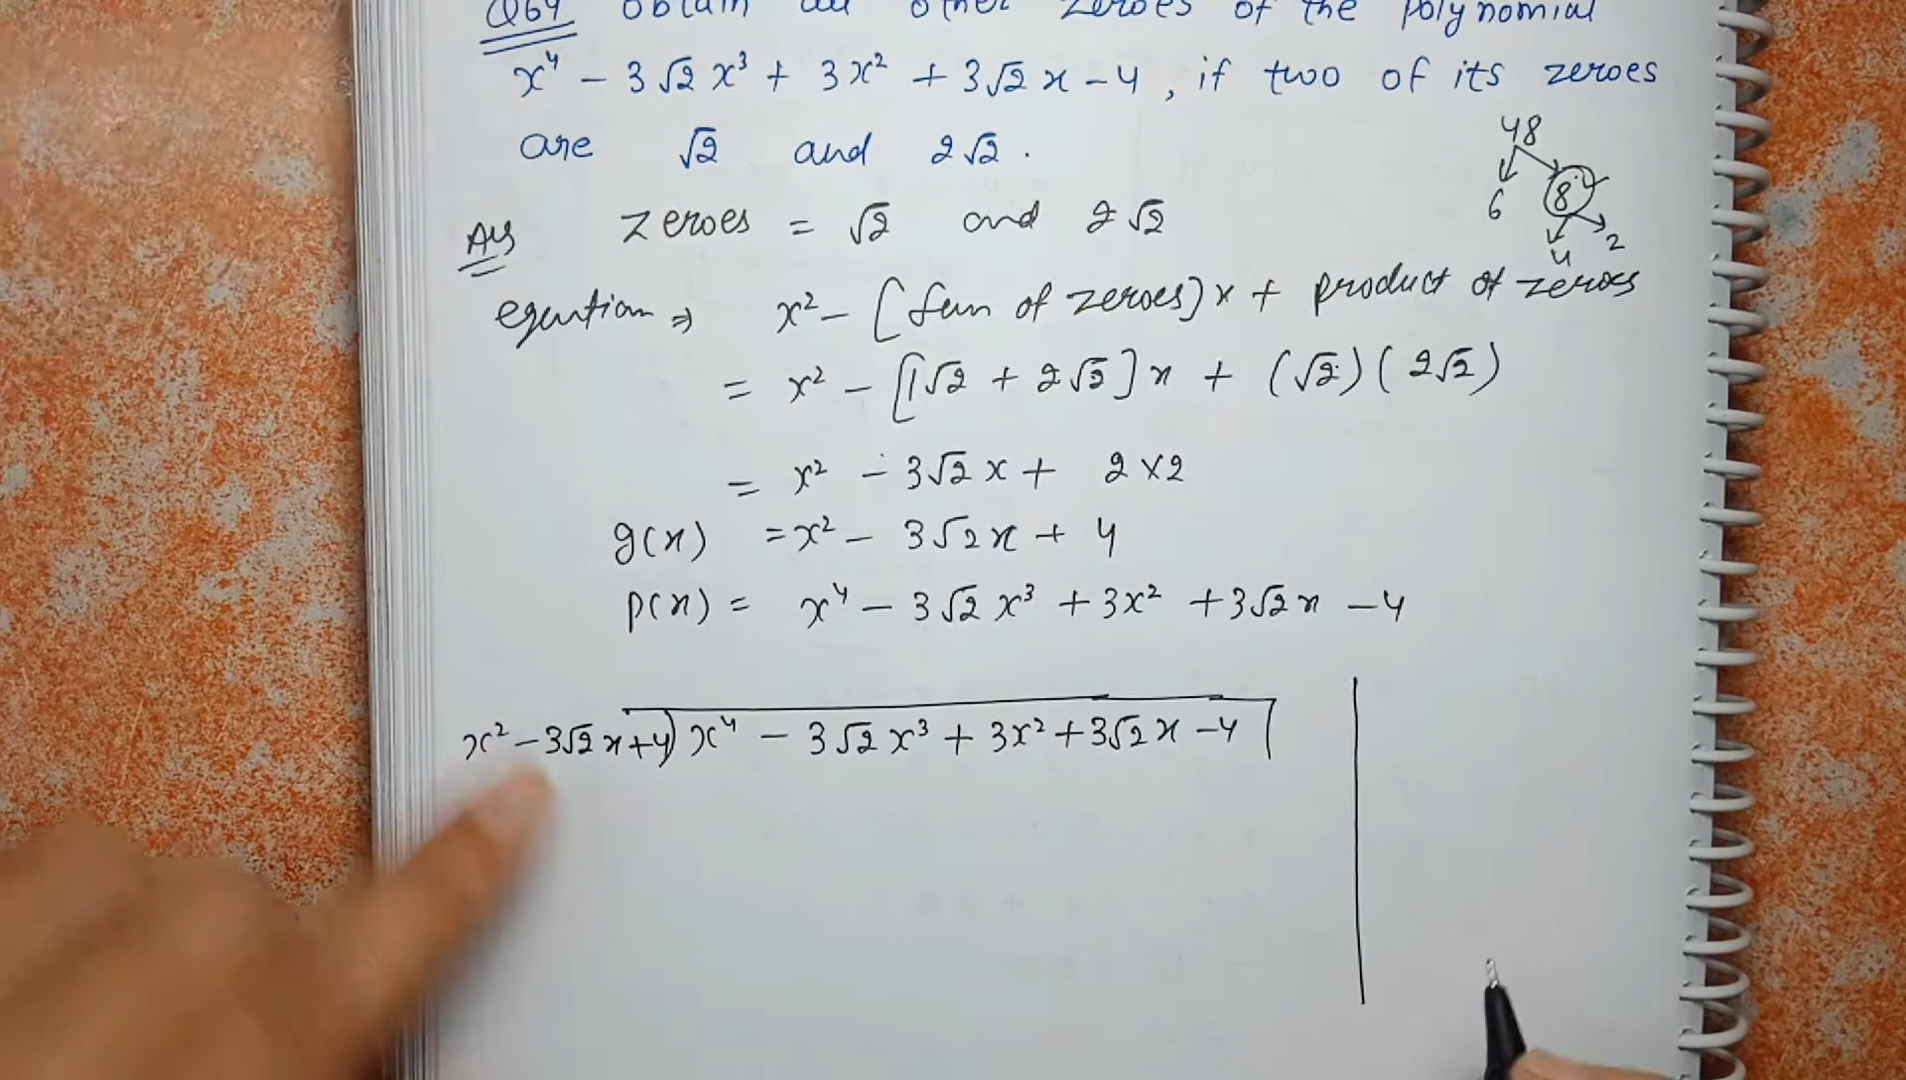 Q64 Obtain all other zeroes of the polynomial
x⁴ − 3√2 x³ + 3x² + 3√2 x − 4, if two of its zeroes
are √2 and 2√2.
48
6 8
4 2
Ans zeroes = √2 and 2√2
equtiom ⇒ x² − [Sum of zeroes] x + product of zeroes
= x² − [1√2 + 2√2] x + (√2)(2√2)
= x² − 3√2 x + 2×2
g(x) = x² − 3√2 x + 4
p(x) = x⁴ − 3√2 x³ + 3x² + 3√2 x − 4
x² − 3√2 x + 4) x⁴ − 3√2 x³ + 3x² + 3√2 x − 4